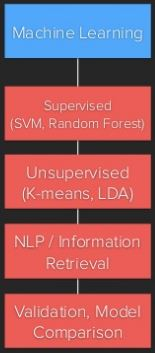 Machine Learning
Supervised
(SVM, Random Forest)
Unsupervised
(K-means, LDA)
NLP / Information
Retrieval
Validation, Model
Comparison